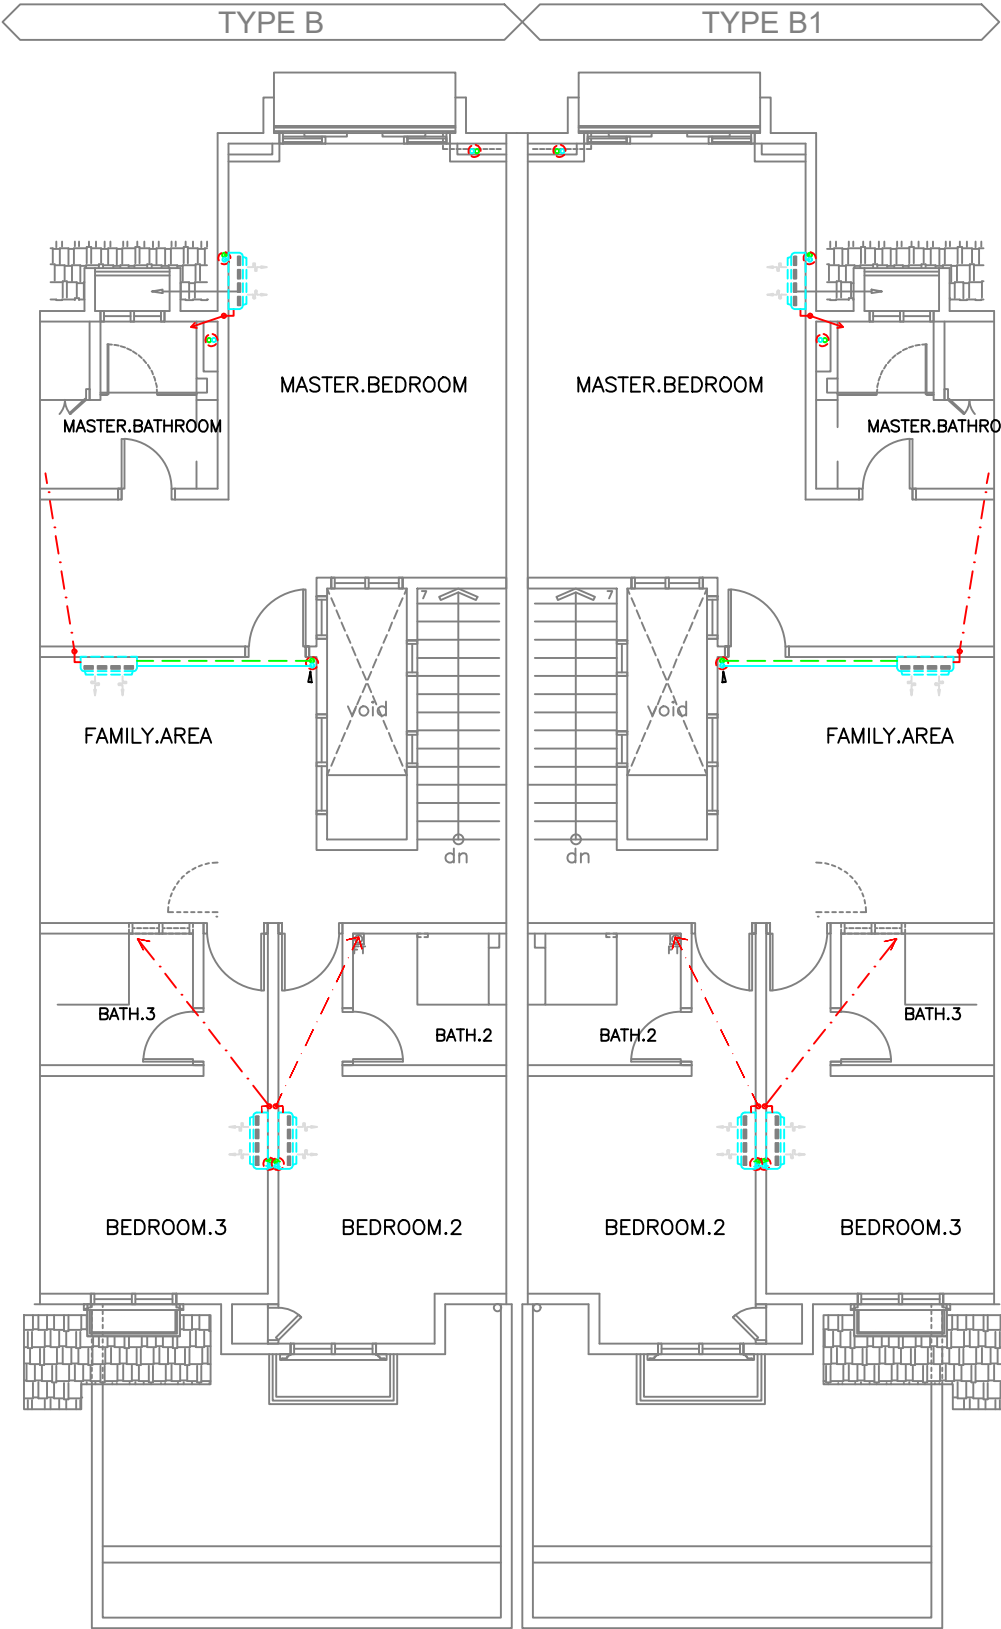 TYPE B TYPE B1
MASTER.BEDROOM MASTER.BEDROOM
MASTER.BATHROOM MASTER.BATHRO
7 7
void void
FAMILY.AREA FAMILY.AREA
dn dn
BATH.3 BATH.2 BATH.2 BATH.3
BEDROOM.3 BEDROOM.2 BEDROOM.2 BEDROOM.3